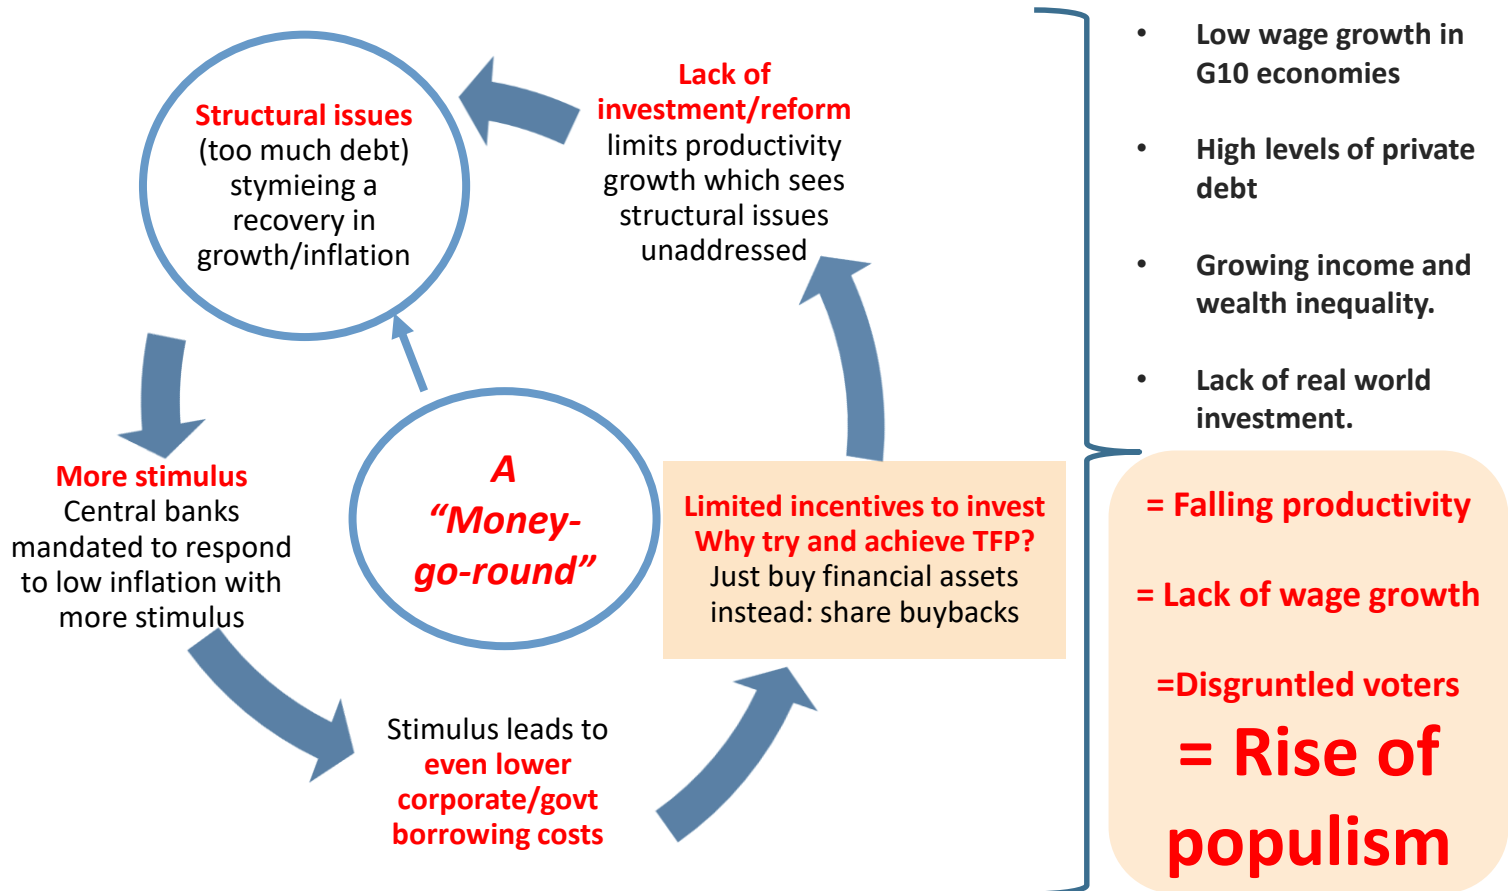 Structural issues
(too much debt)
stymieing a
recovery in
growth/inflation
More stimulus
Central banks
mandated to respond
to low inflation with
more stimulus
Stimulus leads to
even lower
corporate/govt
borrowing costs
Limited incentives to invest
Why try and achieve TFP?
Just buy financial assets
instead: share buybacks
Lack of
investment/reform
limits productivity
growth which sees
structural issues
unaddressed
A
“Money-
go-round”
• Low wage growth in
G10 economies
• High levels of private
debt
• Growing income and
wealth inequality.
• Lack of real world
investment.
= Falling productivity
= Lack of wage growth
=Disgruntled voters
= Rise of
populism